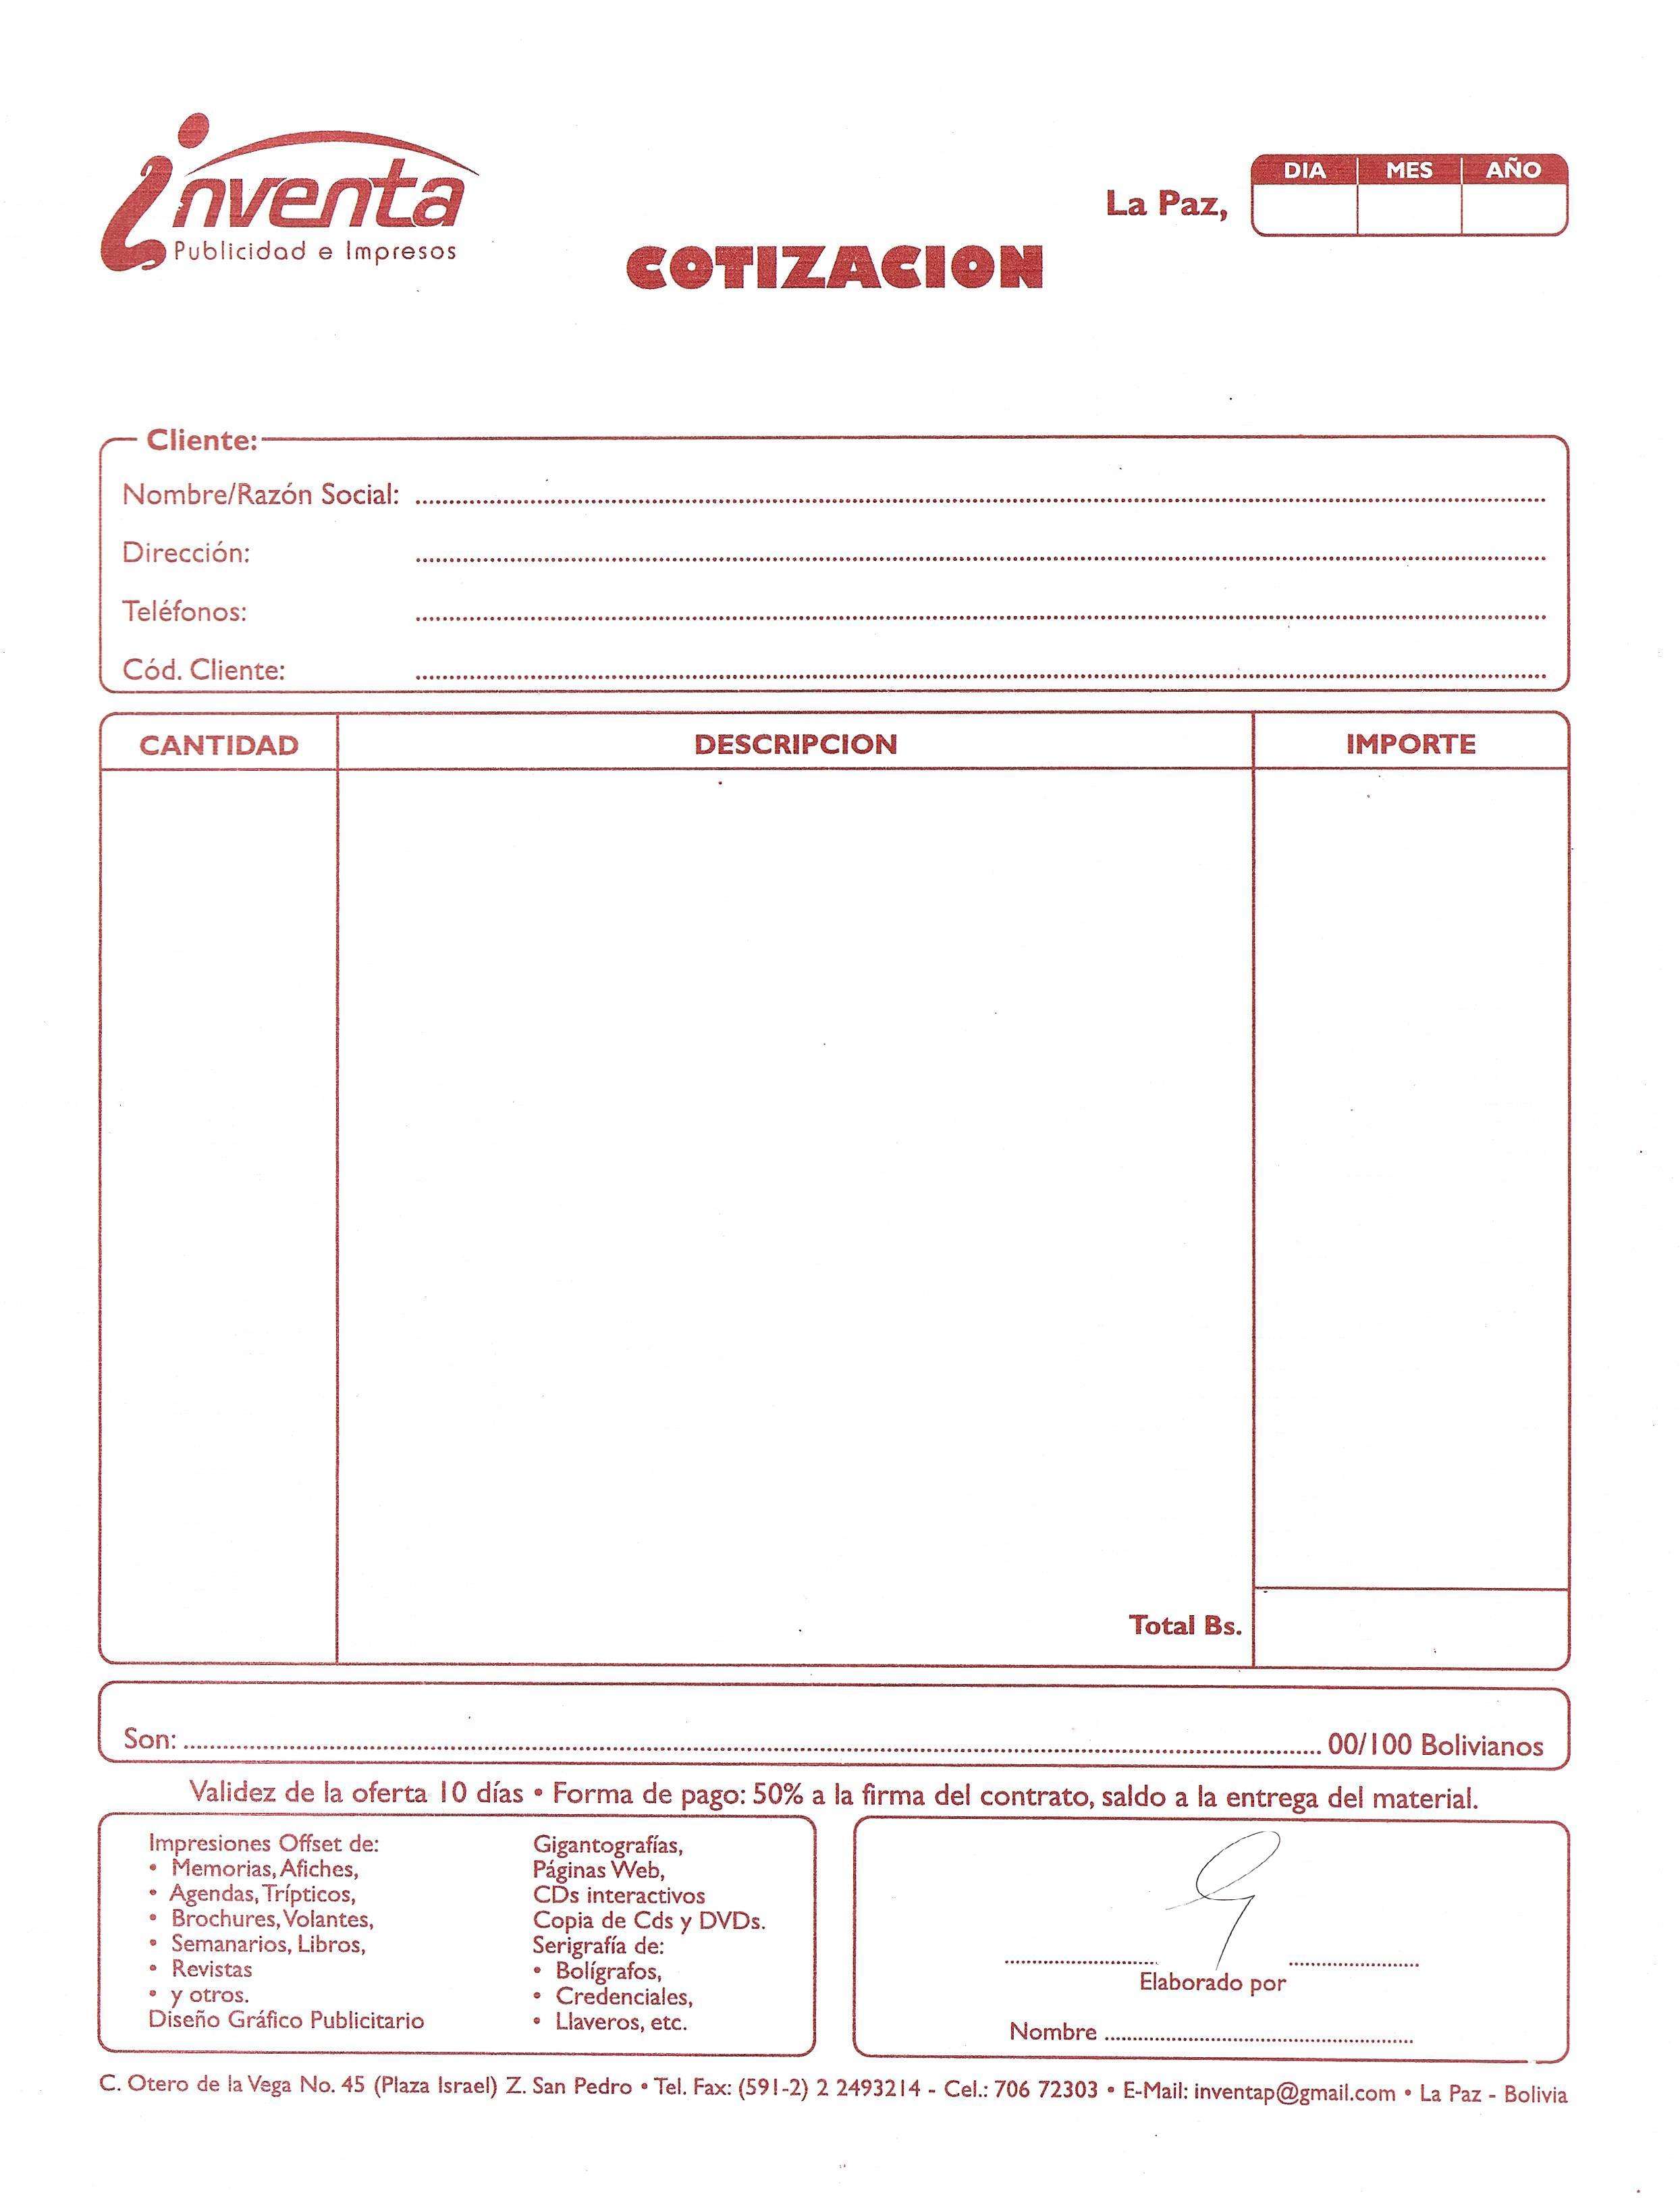 inventa
Publicidad e Impresos
DIA MES AÑO
La Paz,
COTIZACION
Cliente:
Nombre/Razón Social:
Dirección:
Teléfonos:
Cód. Cliente:
CANTIDAD DESCRIPCION IMPORTE
Total Bs.
Son: 00/100 Bolivianos
Validez de la oferta 10 días • Forma de pago: 50% a la firma del contrato, saldo a la entrega del material.
Impresiones Offset de:
• Memorias, Afiches,
• Agendas, Trípticos,
• Brochures, Volantes,
• Semanarios, Libros,
• Revistas
• y otros.
Diseño Gráfico Publicitario
Gigantografías,
Páginas Web,
CDs interactivos
Copia de Cds y DVDs.
Serigrafía de:
• Bolígrafos,
• Credenciales,
• Llaveros, etc.
Elaborado por
Nombre
C. Otero de la Vega No. 45 (Plaza Israel) Z. San Pedro • Tel. Fax: (591-2) 2 2493214 - Cel.: 706 72303 • E-Mail: inventap@gmail.com • La Paz - Bolivia